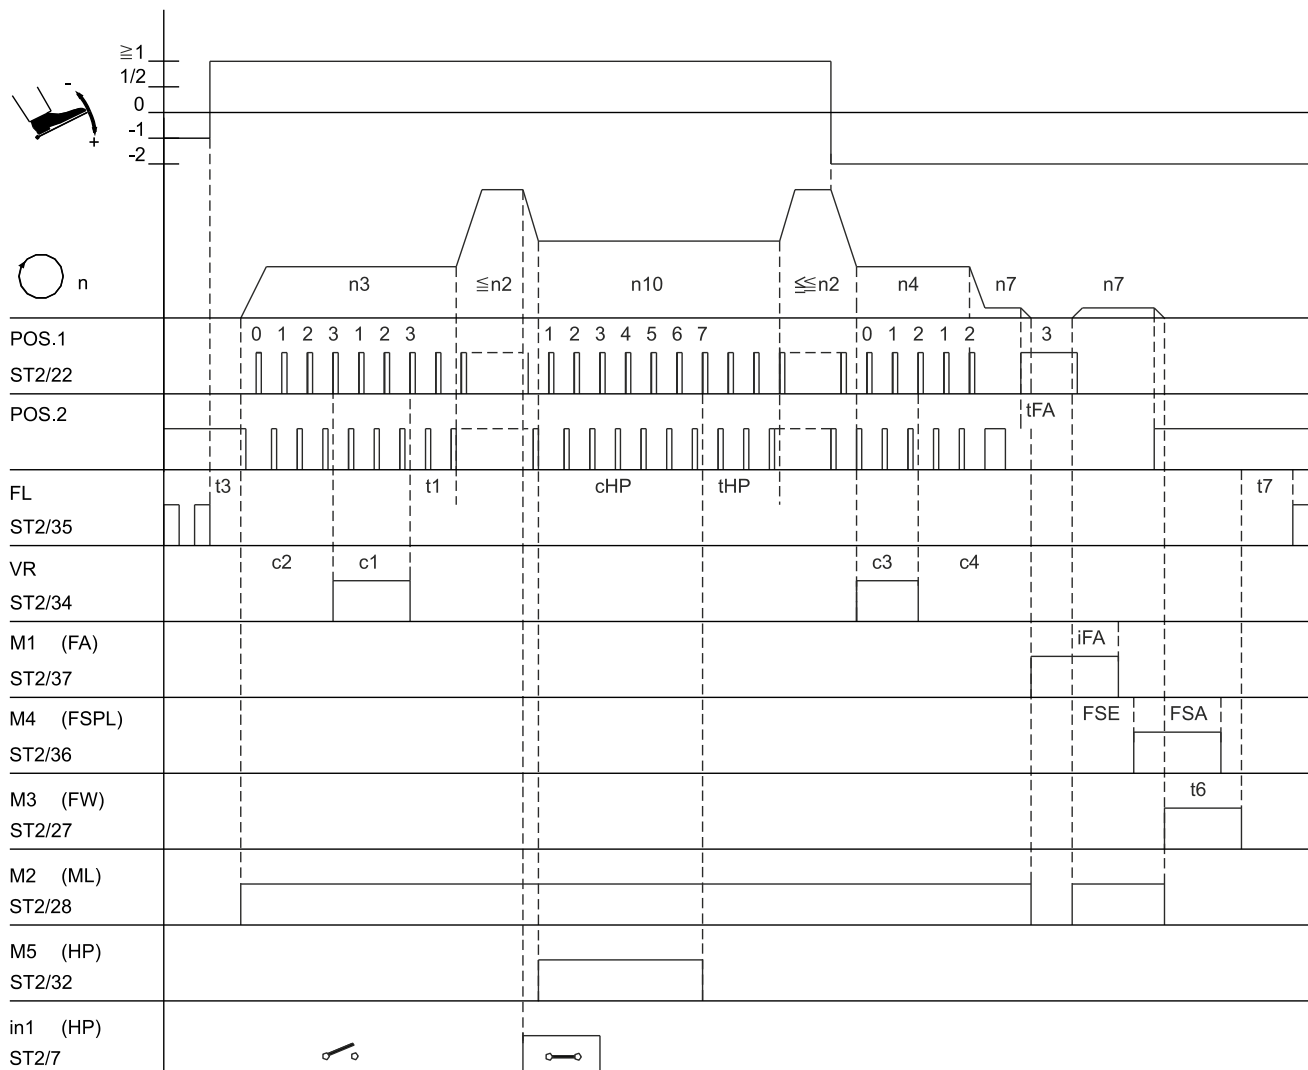 ≧1
1/2
0
-1
-2
-
+
n
n3
≦n2
n10
≦≦n2
n4
n7
n7
POS.1
0 1 2 3 1 2 3
1 2 3 4 5 6 7
0 1 2 1 2
3
ST2/22
POS.2
tFA
FL
t3
t1
cHP
tHP
t7
ST2/35
VR
c2
c1
c3
c4
ST2/34
M1 (FA)
iFA
ST2/37
M4 (FSPL)
FSE
FSA
ST2/36
M3 (FW)
t6
ST2/27
M2 (ML)
ST2/28
M5 (HP)
ST2/32
in1 (HP)
ST2/7